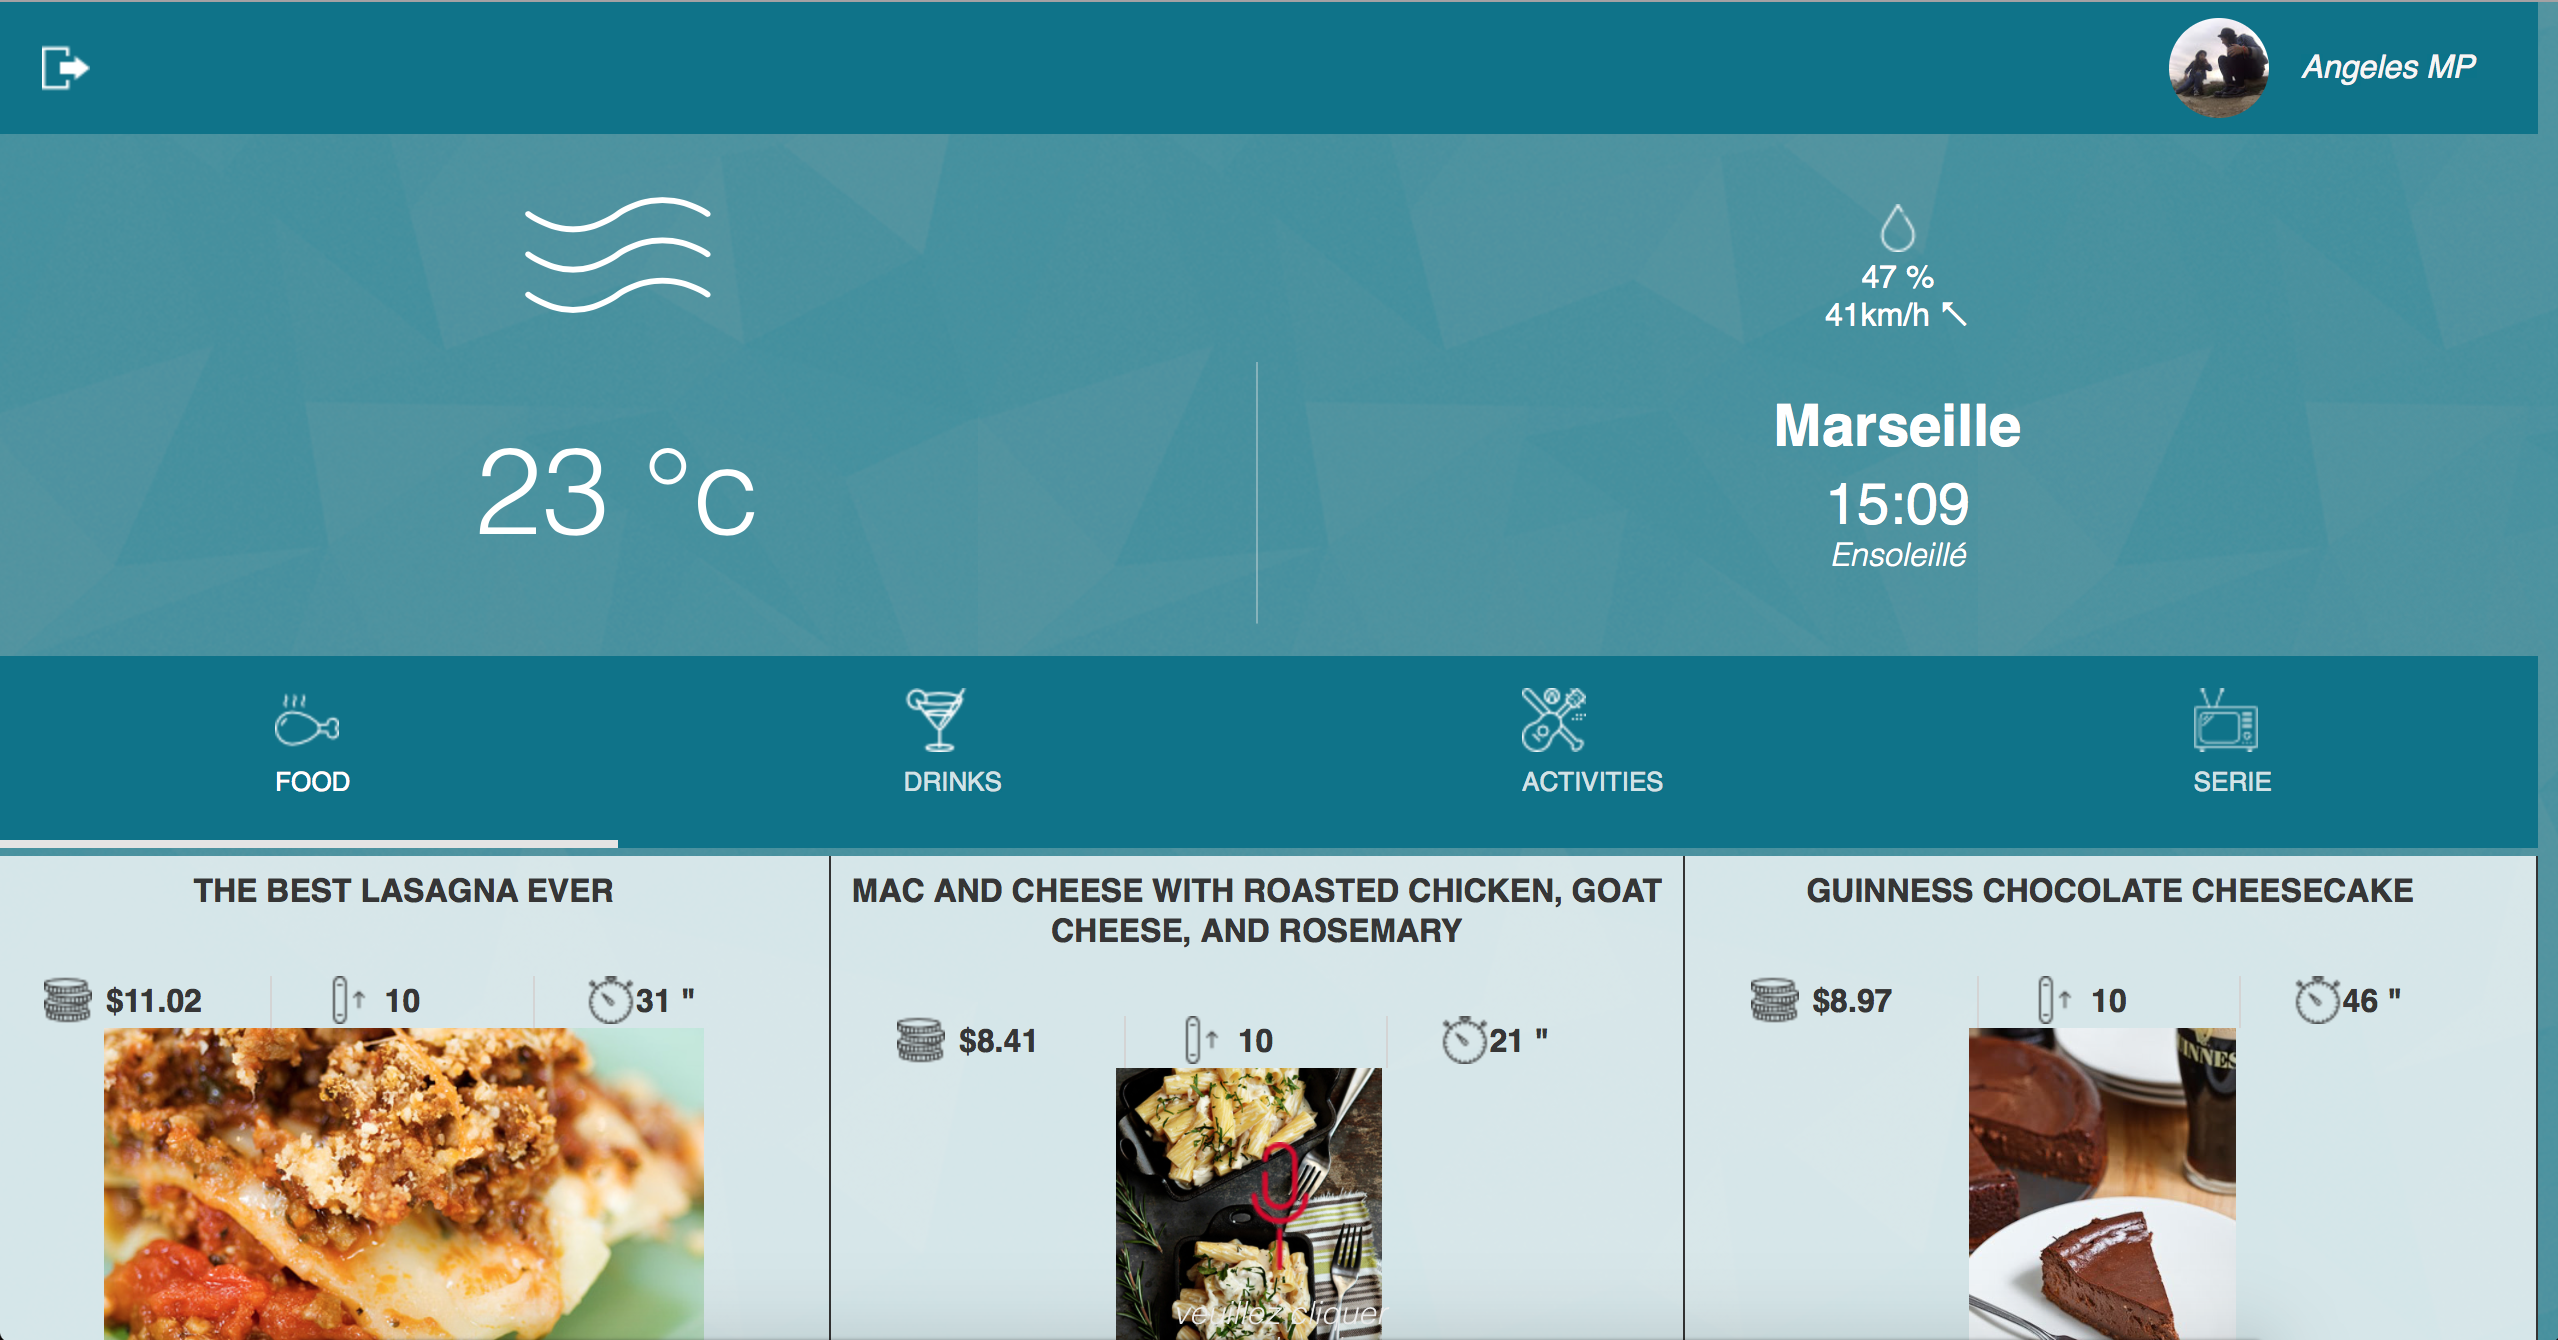 Angeles MP
47 %
41km/h ↖
23 °c
Marseille
15:09
Ensoleillé
FOOD
DRINKS
ACTIVITIES
SERIE
THE BEST LASAGNA EVER
$11.02
10
31 "
MAC AND CHEESE WITH ROASTED CHICKEN, GOAT
CHEESE, AND ROSEMARY
$8.41
10
21 "
GUINNESS CHOCOLATE CHEESECAKE
$8.97
10
46 "
veuillez cliquer